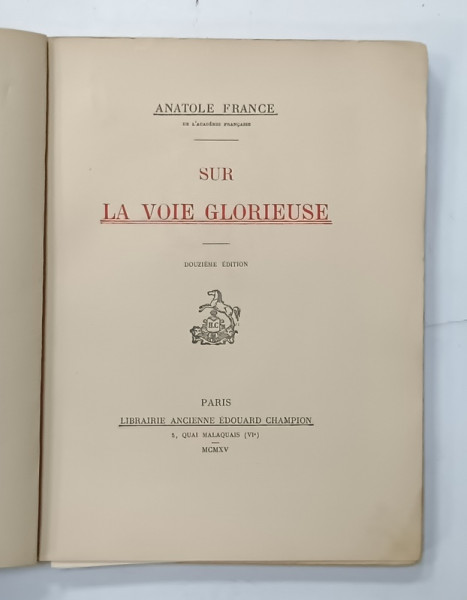 ANATOLE FRANCE
DE L'ACADÉMIE FRANÇAISE
SUR
LA VOIE GLORIEUSE
DOUZIÈME ÉDITION
H.C
PARIS
LIBRAIRIE ANCIENNE ÉDOUARD CHAMPION
5, QUAI MALAQUAIS (VIe)
MCMXV